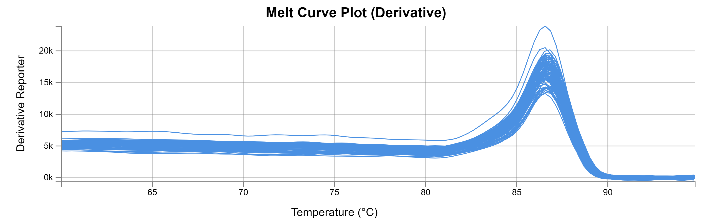 Melt Curve Plot (Derivative)
Derivative Reporter
20k
15k
10k
5k
0k
65 70 75 80 85 90
Temperature (°C)